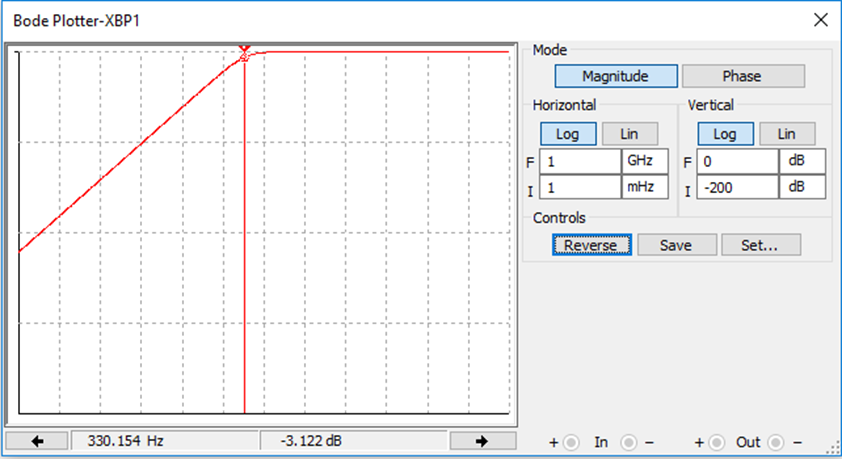 Bode Plotter-XBP1
Mode
Magnitude Phase
Horizontal Vertical
Log Lin Log Lin
F 1 GHz F 0 dB
I 1 mHz I -200 dB
Controls
Reverse Save Set...
330.154 Hz -3.122 dB
+ In − + Out −